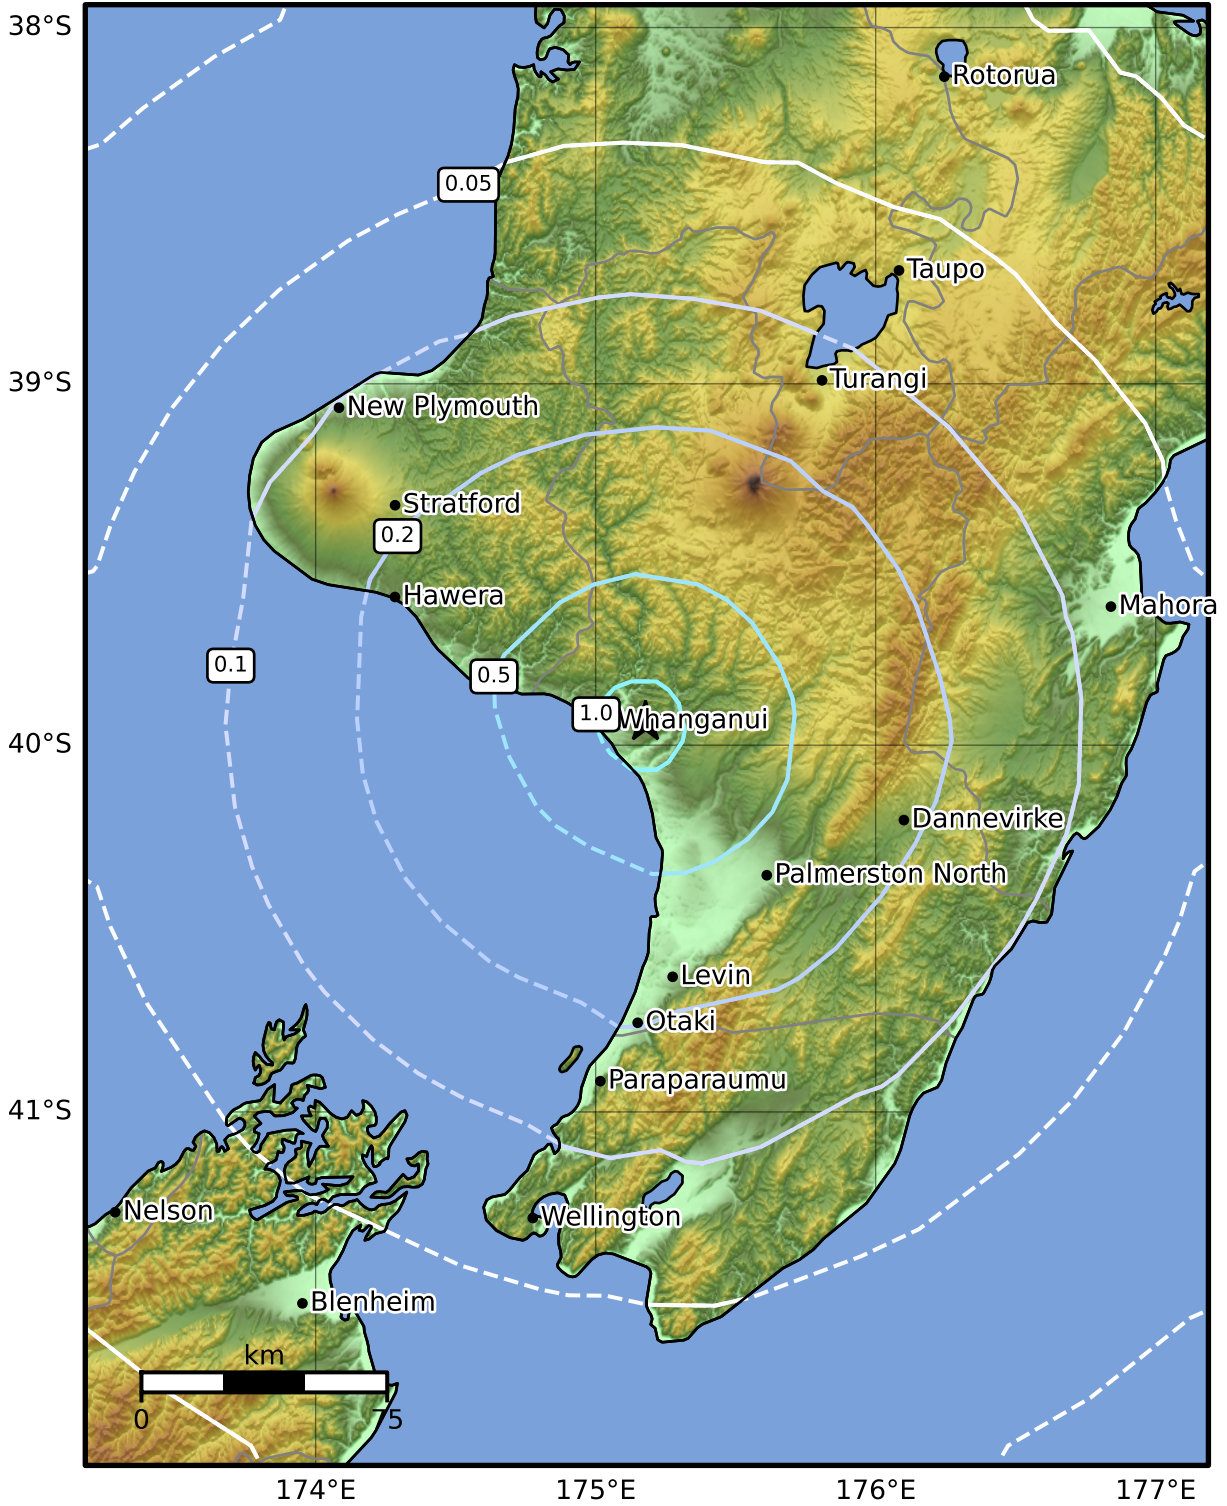 38°S
Rotorua
0.05
Taupo
39°S
Turangi
New Plymouth
Stratford
0.2
Hawera
Mahora
0.1
0.5
1.0
Whanganui
40°S
Dannevirke
Palmerston North
Levin
Otaki
Paraparaumu
41°S
Nelson
Wellington
Blenheim
km
0
75
174°E
175°E
176°E
177°E